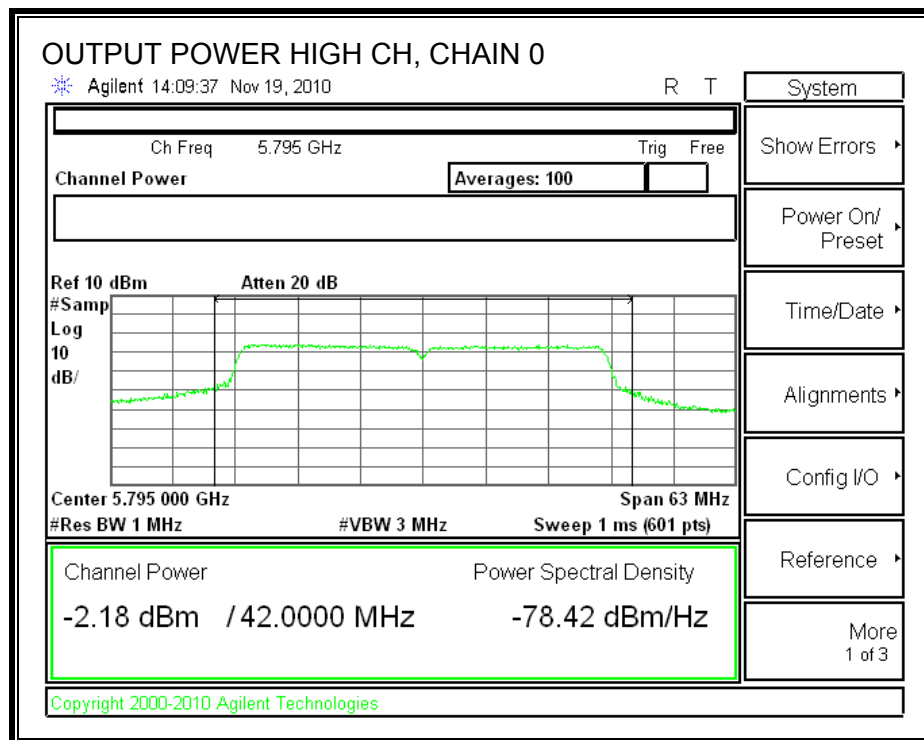 OUTPUT POWER HIGH CH, CHAIN 0
Agilent 14:09:37 Nov 19, 2010 R T
System
Ch Freq 5.795 GHz Trig Free
Show Errors
Channel Power Averages: 100
Power On/
Preset
Ref 10 dBm Atten 20 dB
#Samp
Log
10
dB/
Time/Date
Alignments
Config I/O
Center 5.795 000 GHz Span 63 MHz
#Res BW 1 MHz #VBW 3 MHz Sweep 1 ms (601 pts)
Channel Power Power Spectral Density
-2.18 dBm / 42.0000 MHz -78.42 dBm/Hz
Reference
More
1 of 3
Copyright 2000-2010 Agilent Technologies